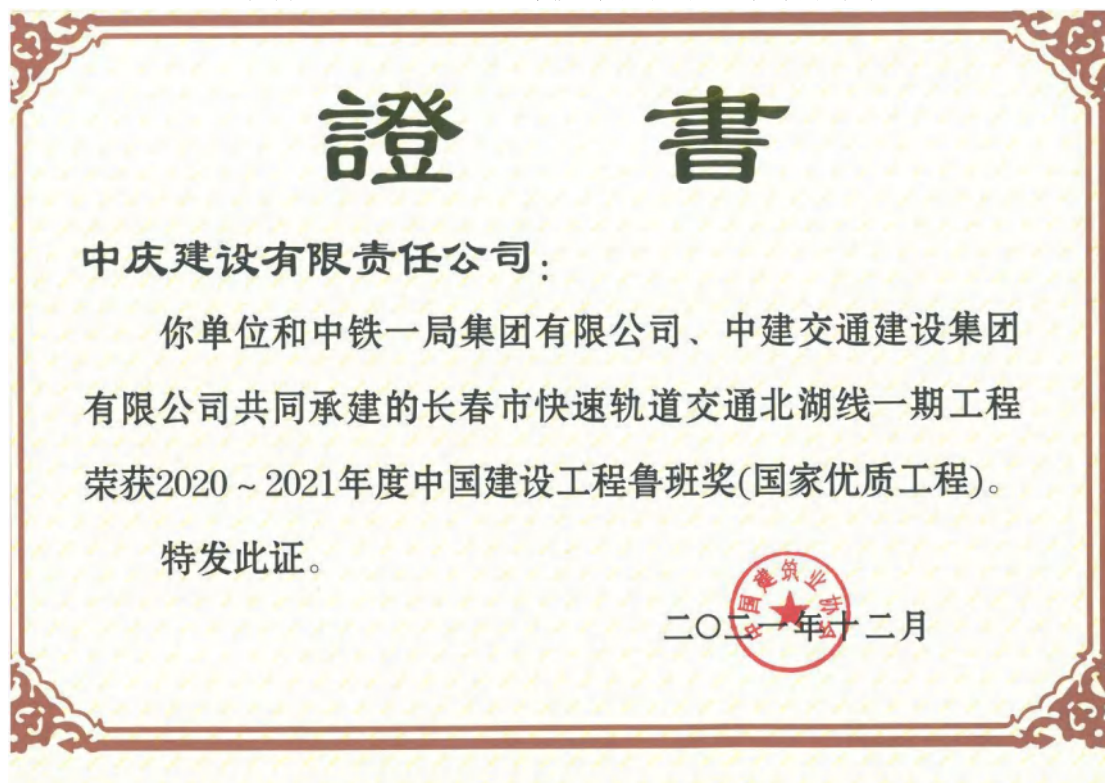 證 書
中庆建设有限责任公司：
你单位和中铁一局集团有限公司、中建交通建设集团
有限公司共同承建的长春市快速轨道交通北湖线一期工程
荣获2020～2021年度中国建设工程鲁班奖(国家优质工程)。
特发此证。
中国建筑业协会
二〇二一年十二月